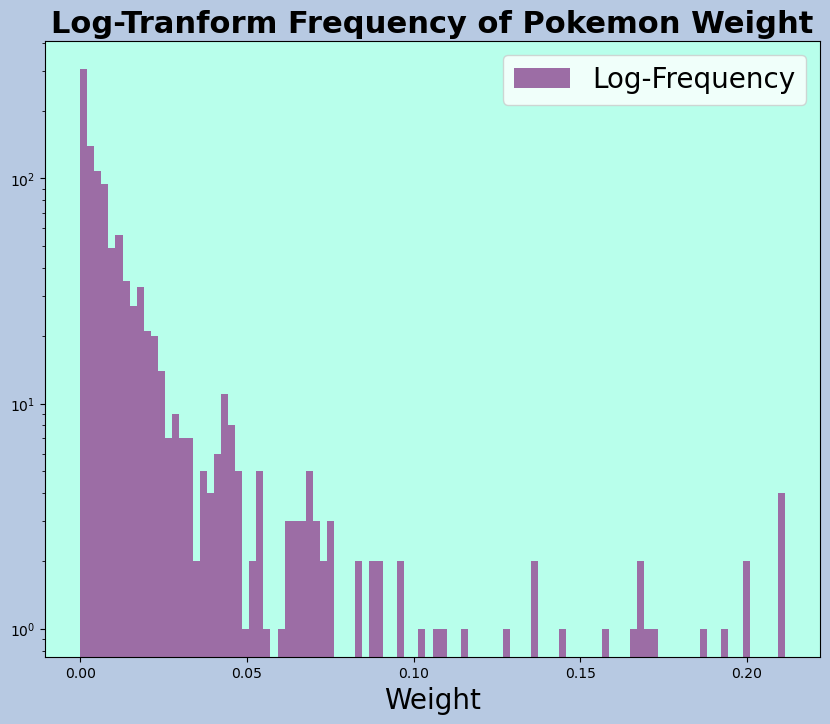 Log-Tranform Frequency of Pokemon Weight
Log-Frequency
10²
10¹
10⁰
0.00 0.05 0.10 0.15 0.20
Weight